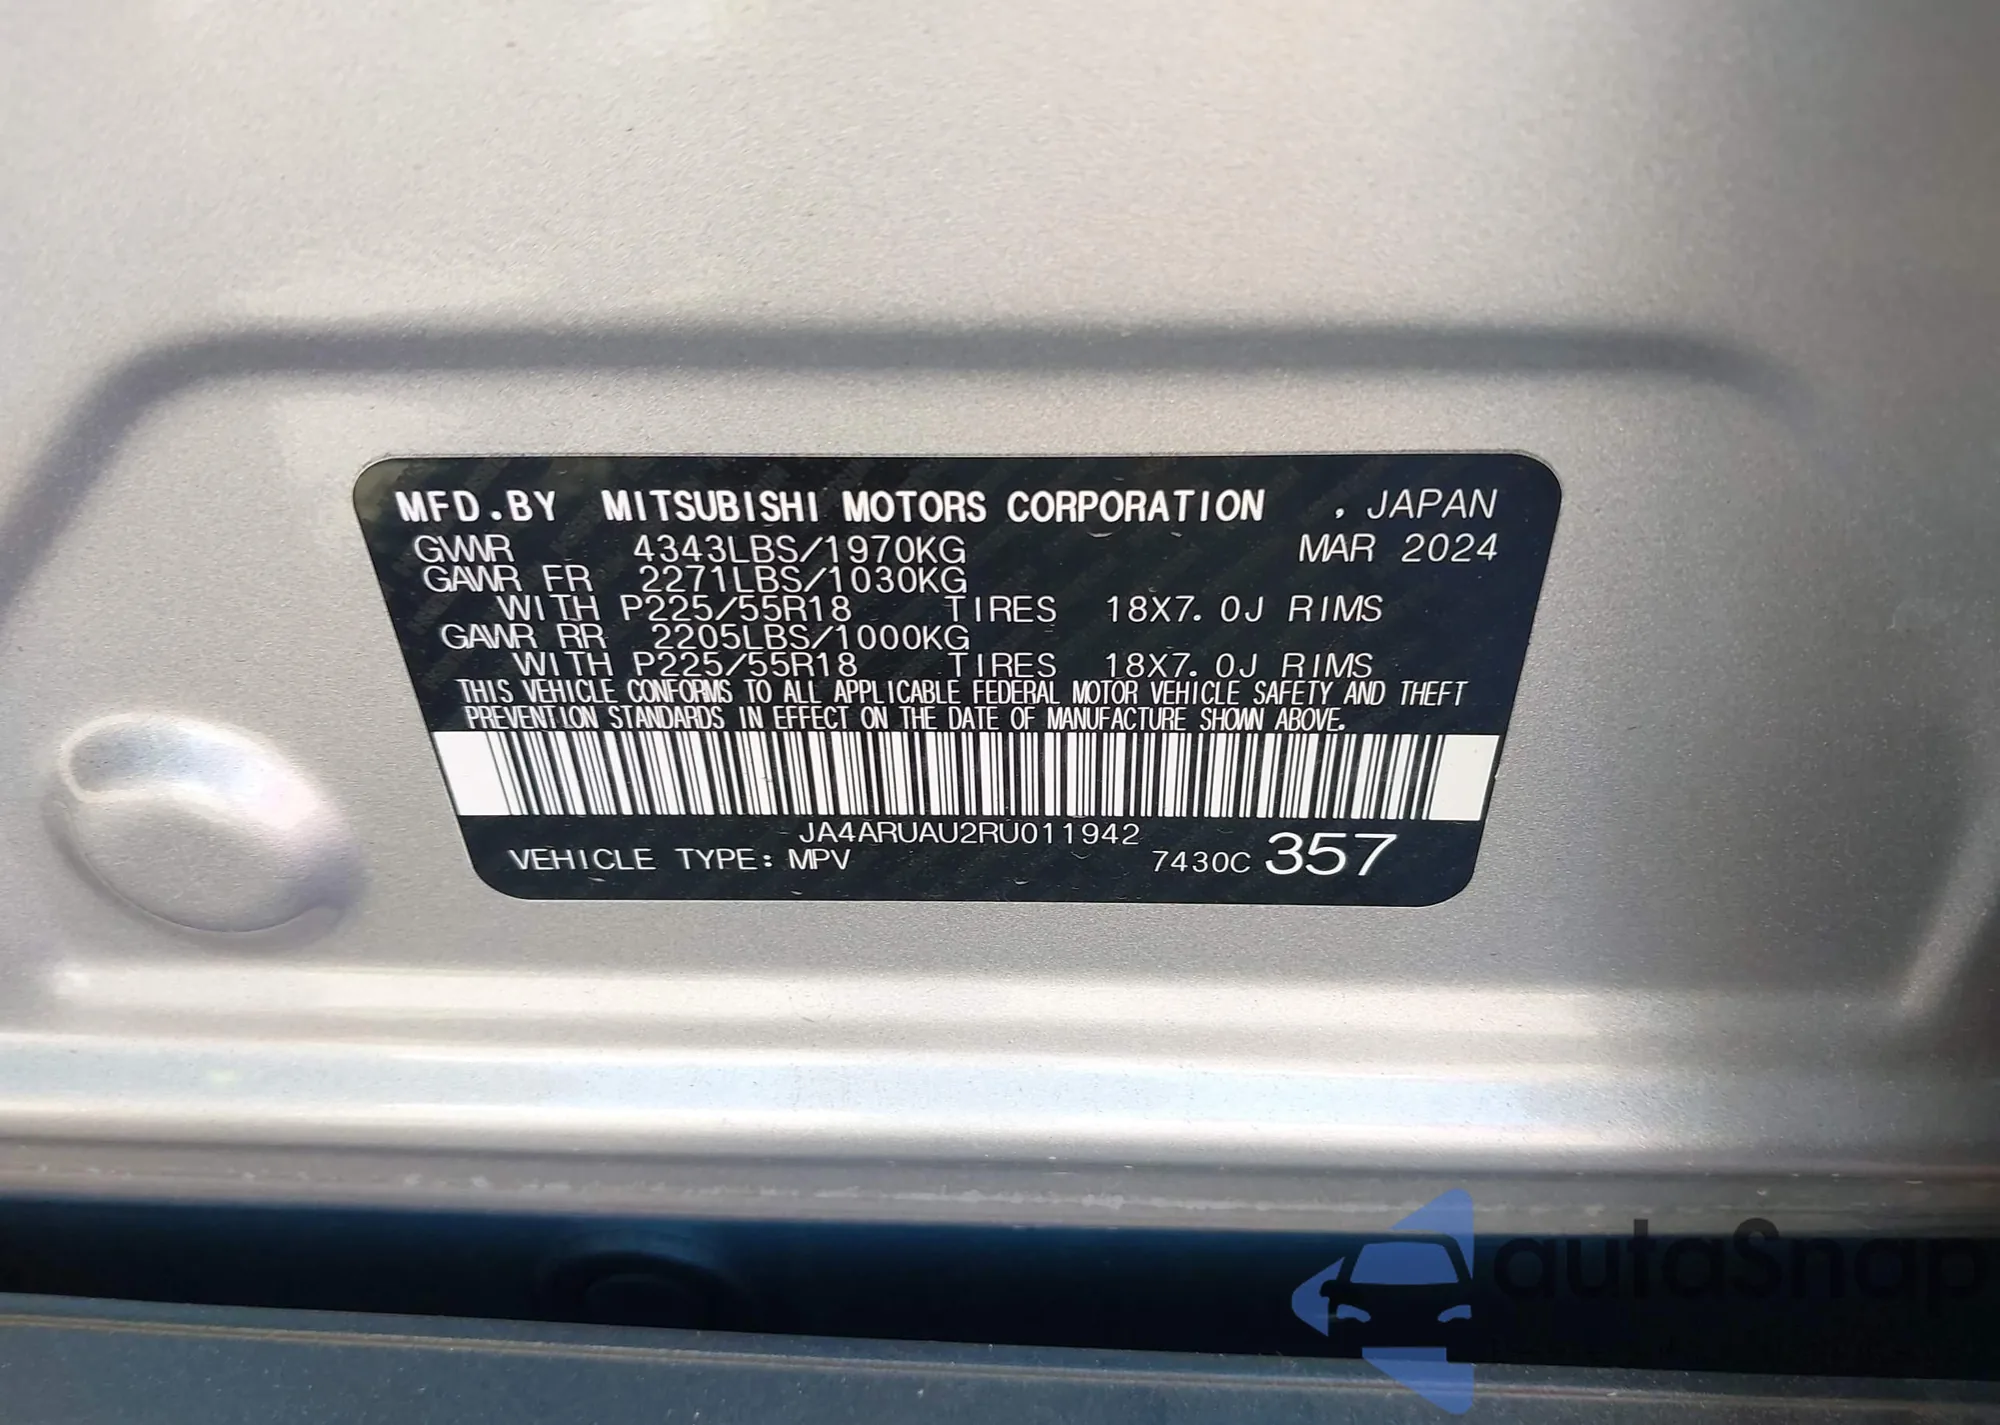 MFD.BY MITSUBISHI MOTORS CORPORATION , JAPAN
GVWR 4343LBS/1970KG MAR 2024
GAWR FR 2271LBS/1030KG
WITH P225/55R18 TIRES 18X7.0J RIMS
GAWR RR 2205LBS/1000KG
WITH P225/55R18 TIRES 18X7.0J RIMS
THIS VEHICLE CONFORMS TO ALL APPLICABLE FEDERAL MOTOR VEHICLE SAFETY AND THEFT
PREVENTION STANDARDS IN EFFECT ON THE DATE OF MANUFACTURE SHOWN ABOVE.
JA4ARUAU2RU011942
VEHICLE TYPE: MPV 7430C 357
autaSnap